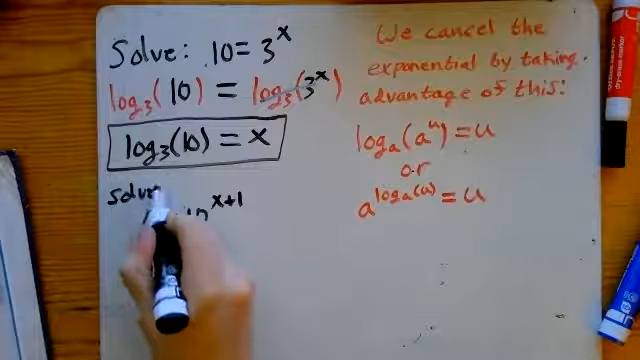 Solve: 10 = 3^x
log₃(10) = log₃(3^x)
log₃(10) = x
Solve
10^x+1
We cancel the
exponential by taking
advantage of this:
logₐ(a^u) = u
or
a^logₐ(u) = u